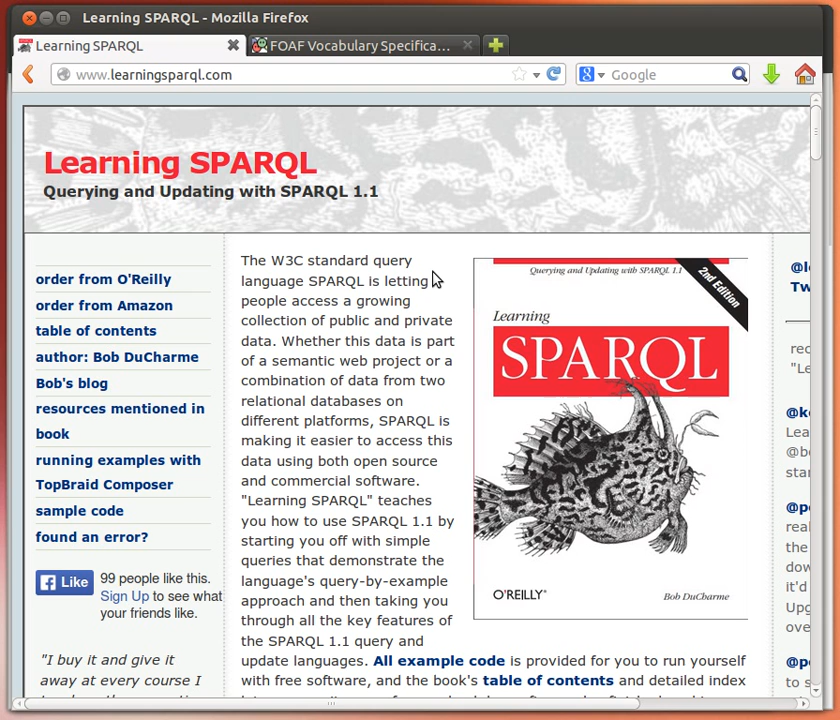 Learning SPARQL - Mozilla Firefox
Learning SPARQL
FOAF Vocabulary Specifica...
www.learningsparql.com
Google
Learning SPARQL
Querying and Updating with SPARQL 1.1
order from O'Reilly
order from Amazon
table of contents
author: Bob DuCharme
Bob's blog
resources mentioned in
book
running examples with
TopBraid Composer
sample code
found an error?
Like
99 people like this.
Sign Up to see what
your friends like.
"I buy it and give it
away at every course I
The W3C standard query
language SPARQL is letting
people access a growing
collection of public and private
data. Whether this data is part
of a semantic web project or a
combination of data from two
relational databases on
different platforms, SPARQL is
making it easier to access this
data using both open source
and commercial software.
"Learning SPARQL" teaches
you how to use SPARQL 1.1 by
starting you off with simple
queries that demonstrate the
language's query-by-example
approach and then taking you
through all the key features of
the SPARQL 1.1 query and
update languages. All example code is provided for you to run yourself
with free software, and the book's table of contents and detailed index
Querying and Updating with SPARQL 1.1
2nd Edition
Learning
SPARQL
O'REILLY®
Bob DuCharme